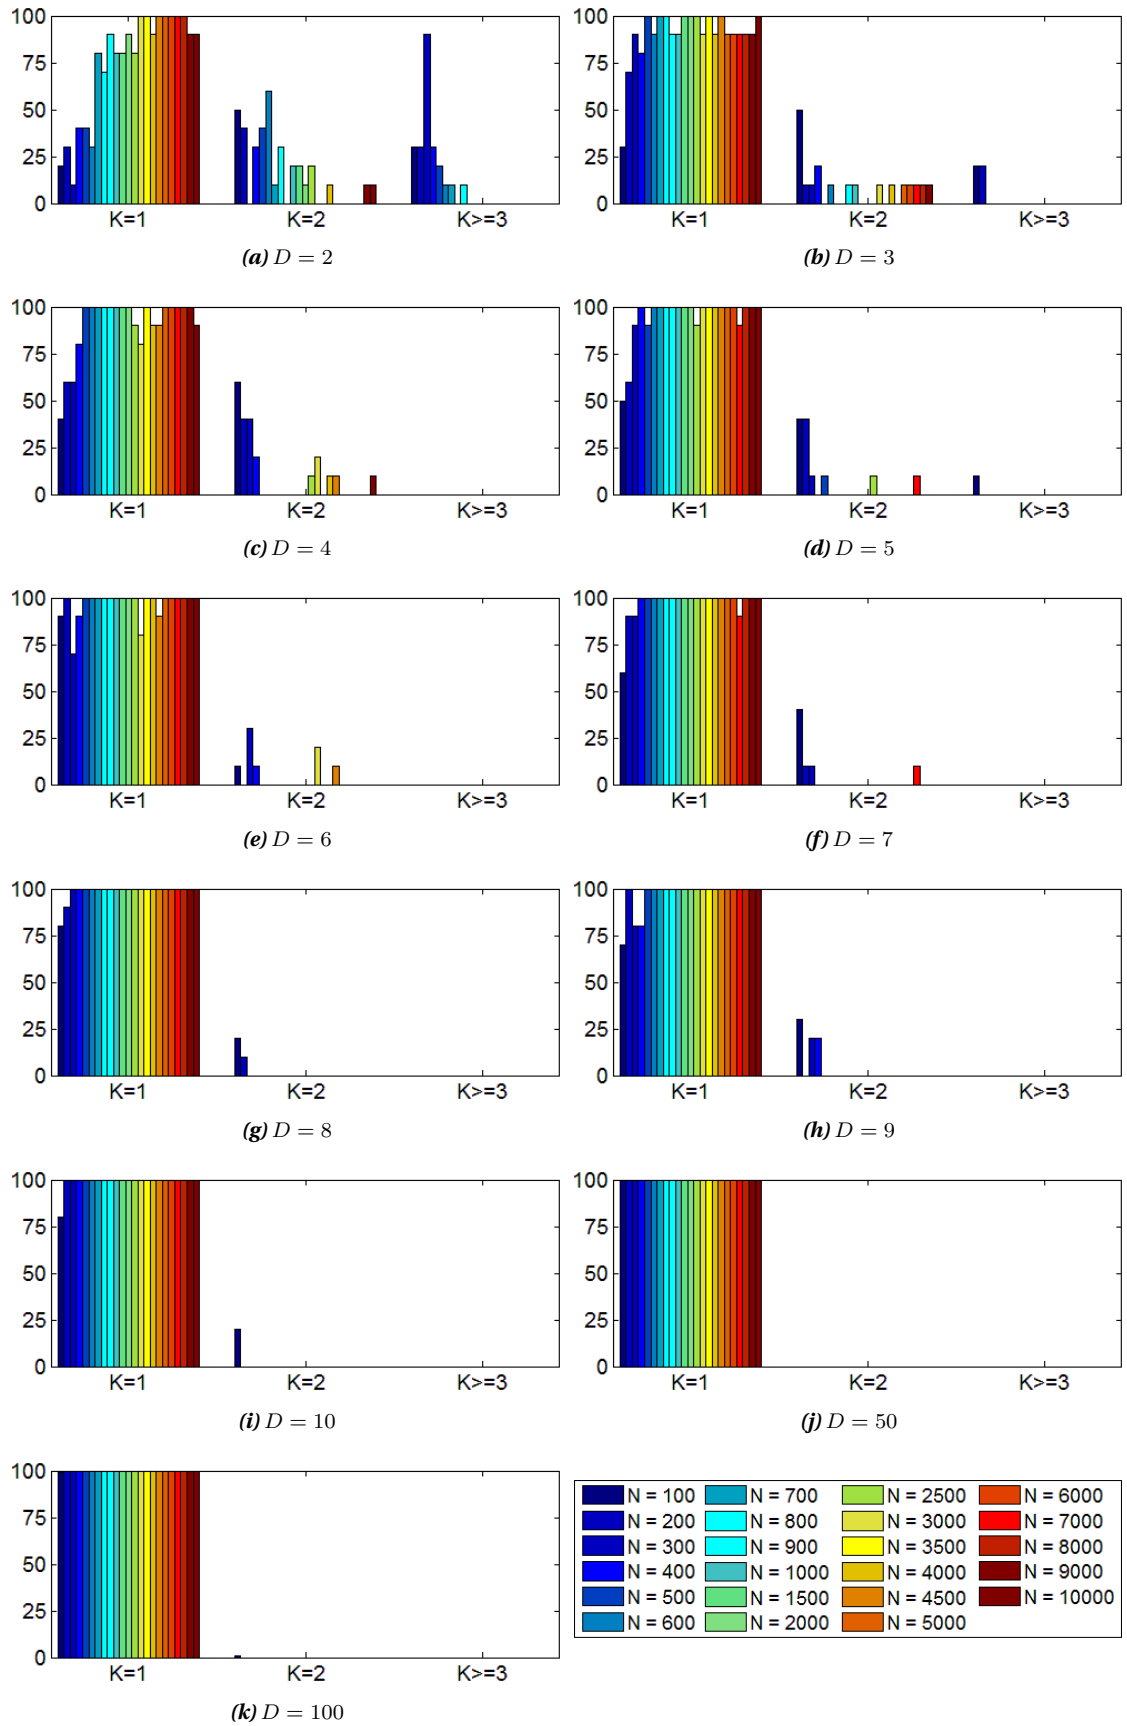 100
75
50
25
0
K=1 K=2 K>=3
(a) D = 2
100
75
50
25
0
K=1 K=2 K>=3
(b) D = 3
100
75
50
25
0
K=1 K=2 K>=3
(c) D = 4
100
75
50
25
0
K=1 K=2 K>=3
(d) D = 5
100
75
50
25
0
K=1 K=2 K>=3
(e) D = 6
100
75
50
25
0
K=1 K=2 K>=3
(f) D = 7
100
75
50
25
0
K=1 K=2 K>=3
(g) D = 8
100
75
50
25
0
K=1 K=2 K>=3
(h) D = 9
100
75
50
25
0
K=1 K=2 K>=3
(i) D = 10
100
75
50
25
0
K=1 K=2 K>=3
(j) D = 50
100
75
50
25
0
K=1 K=2 K>=3
(k) D = 100
N = 100 N = 700 N = 2500 N = 6000
N = 200 N = 800 N = 3000 N = 7000
N = 300 N = 900 N = 3500 N = 8000
N = 400 N = 1000 N = 4000 N = 9000
N = 500 N = 1500 N = 4500 N = 10000
N = 600 N = 2000 N = 5000